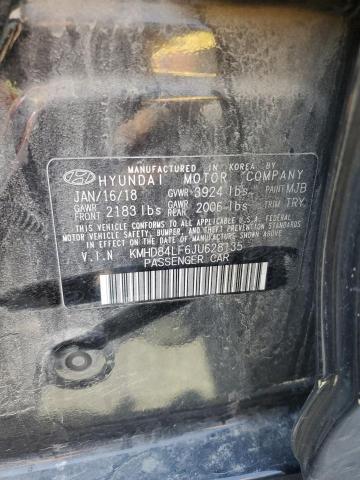 MANUFACTURED IN KOREA BY
HYUNDAI MOTOR COMPANY
JAN/16/18 GVWR 3924 lbs PAINT MJB
GAWR FRONT 2183 lbs GAWR REAR 2006 lbs TRIM TRY
THIS VEHICLE CONFORMS TO ALL APPLICABLE U.S.A. FEDERAL
MOTOR VEHICLE SAFETY, BUMPER, AND THEFT PREVENTION
STANDARDS IN EFFECT ON THE DATE OF MANUFACTURE
SHOWN ABOVE.
V.I.N KMHD84LF6JU628735
PASSENGER CAR